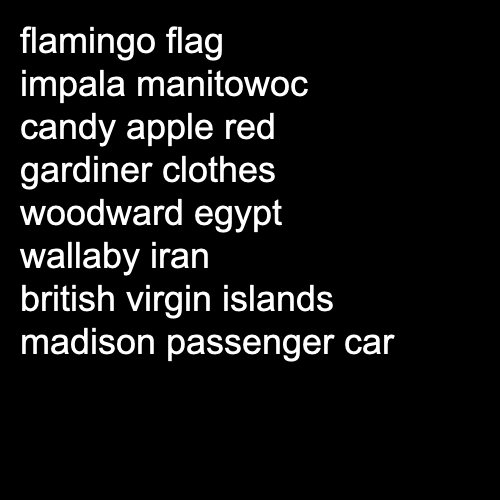 flamingo flag
impala manitowoc
candy apple red
gardiner clothes
woodward egypt
wallaby iran
british virgin islands
madison passenger car